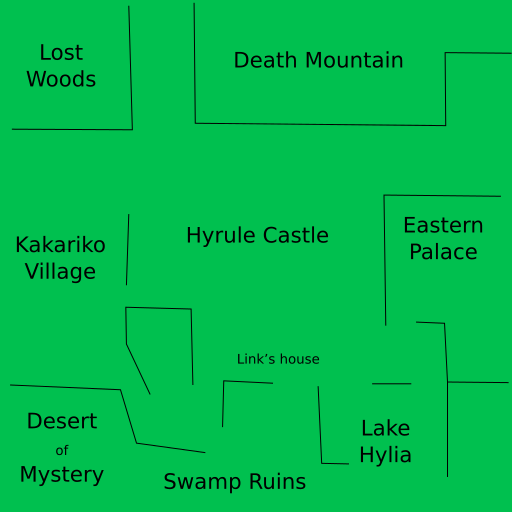 Lost
Woods
Death Mountain
Kakariko
Village
Hyrule Castle
Eastern
Palace
Link’s house
Desert
of
Mystery
Swamp Ruins
Lake
Hylia